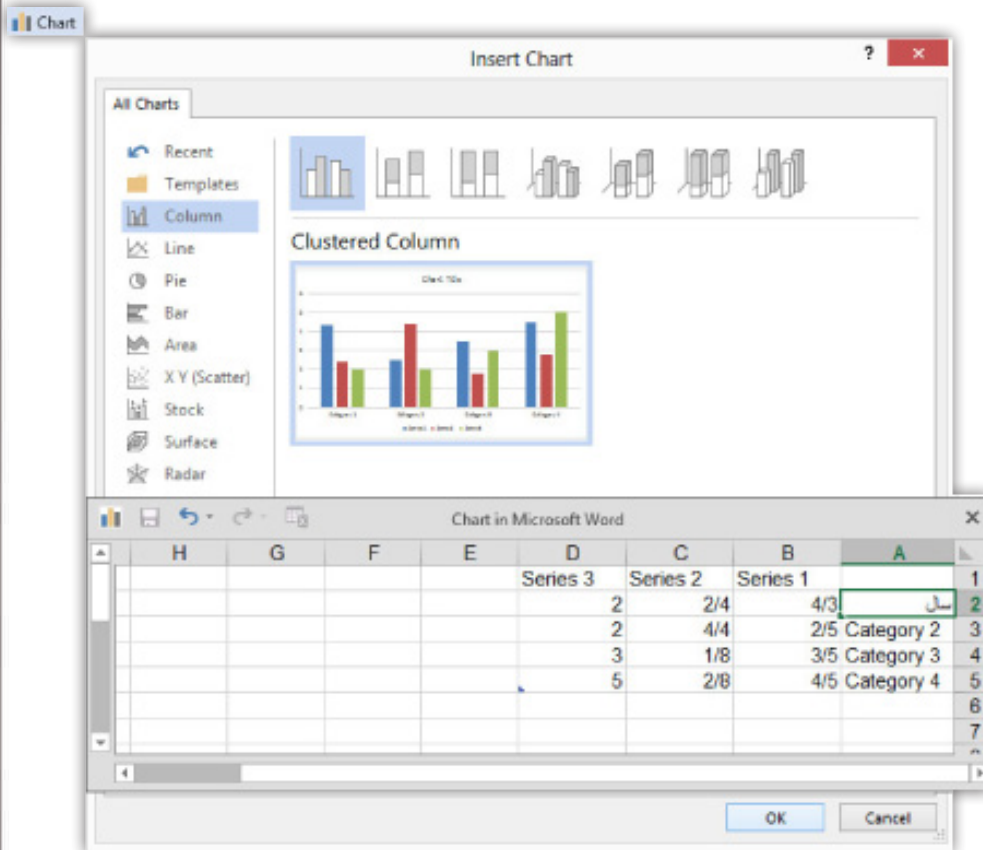 Chart
Insert Chart
?
All Charts
Recent
Templates
Column
Line
Pie
Bar
Area
X Y (Scatter)
Stock
Surface
Radar
Clustered Column
Chart in Microsoft Word
H G F E D C B A
Series 3 Series 2 Series 1 1
2 2/4 4/3 سال 2
2 4/4 2/5 Category 2 3
3 1/8 3/5 Category 3 4
5 2/8 4/5 Category 4 5
6
7
OK Cancel